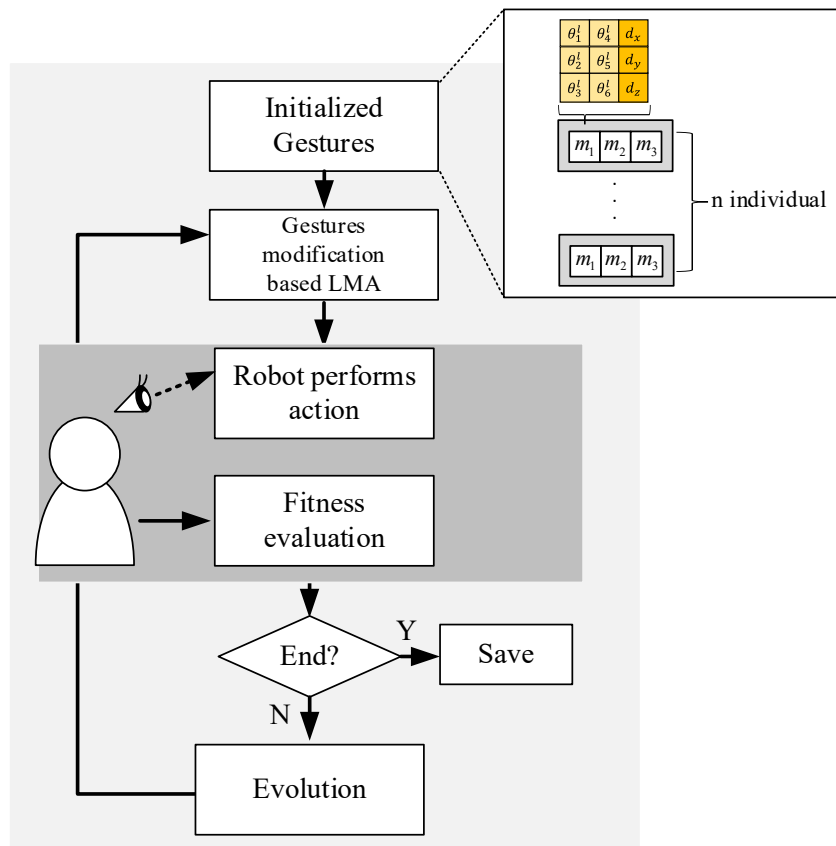 θ₁ˡ θ₄ˡ dₓ
θ₂ˡ θ₅ˡ d_y
θ₃ˡ θ₆ˡ d_z
m₁ m₂ m₃
n individual
m₁ m₂ m₃
Initialized
Gestures
Gestures
modification
based LMA
Robot performs
action
Fitness
evaluation
End?
Y
Save
N
Evolution